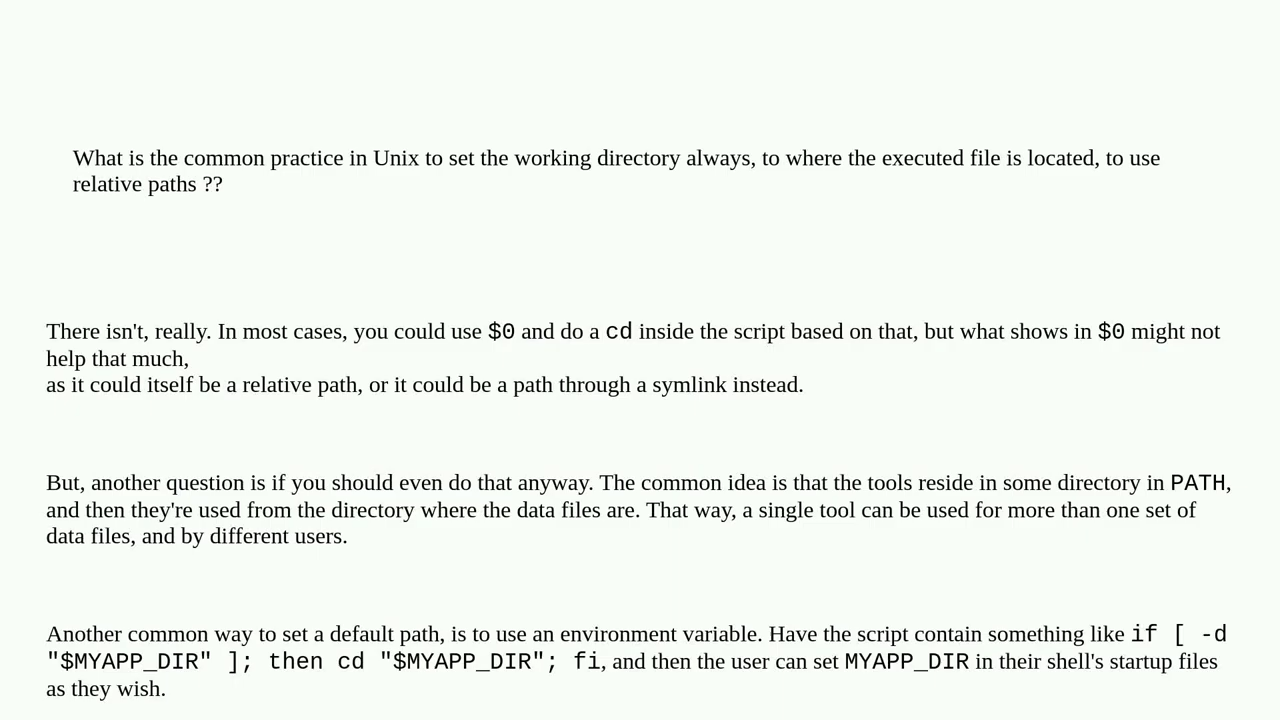 What is the common practice in Unix to set the working directory always, to where the executed file is located, to use
relative paths ??
There isn't, really. In most cases, you could use $0 and do a cd inside the script based on that, but what shows in $0 might not
help that much,
as it could itself be a relative path, or it could be a path through a symlink instead.
But, another question is if you should even do that anyway. The common idea is that the tools reside in some directory in PATH,
and then they're used from the directory where the data files are. That way, a single tool can be used for more than one set of
data files, and by different users.
Another common way to set a default path, is to use an environment variable. Have the script contain something like if [ -d
"$MYAPP_DIR" ]; then cd "$MYAPP_DIR"; fi, and then the user can set MYAPP_DIR in their shell's startup files
as they wish.